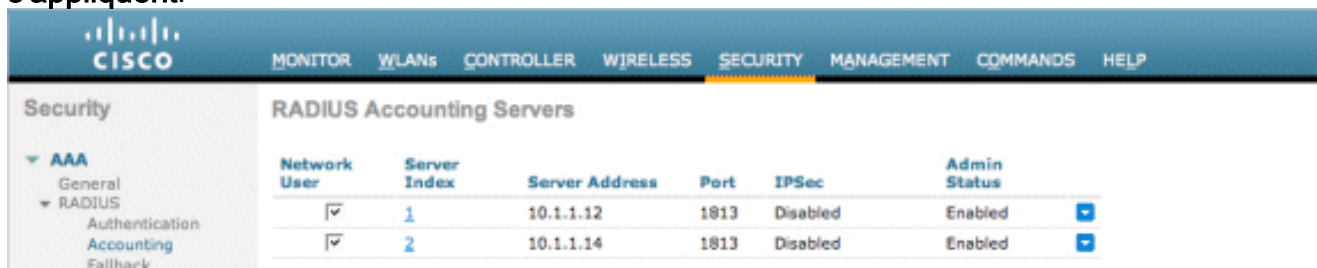 s'appliquent.
CISCO
MONITOR WLANs CONTROLLER WIRELESS SECURITY MANAGEMENT COMMANDS HELP
Security
AAA
General
RADIUS
Authentication
Accounting
Fallback
RADIUS Accounting Servers
Network User Server Index Server Address Port IPSec Admin Status
1 10.1.1.12 1813 Disabled Enabled
2 10.1.1.14 1813 Disabled Enabled